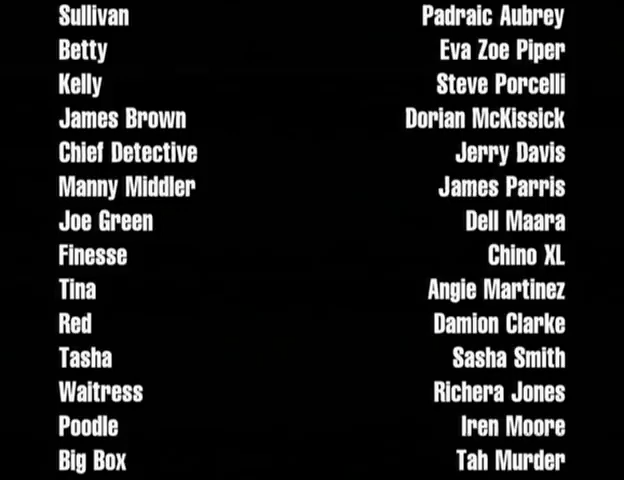 Sullivan Padraic Aubrey
Betty Eva Zoe Piper
Kelly Steve Porcelli
James Brown Dorian McKissick
Chief Detective Jerry Davis
Manny Middler James Parris
Joe Green Dell Maara
Finesse Chino XL
Tina Angie Martinez
Red Damion Clarke
Tasha Sasha Smith
Waitress Richera Jones
Poodle Iren Moore
Big Box Tah Murder